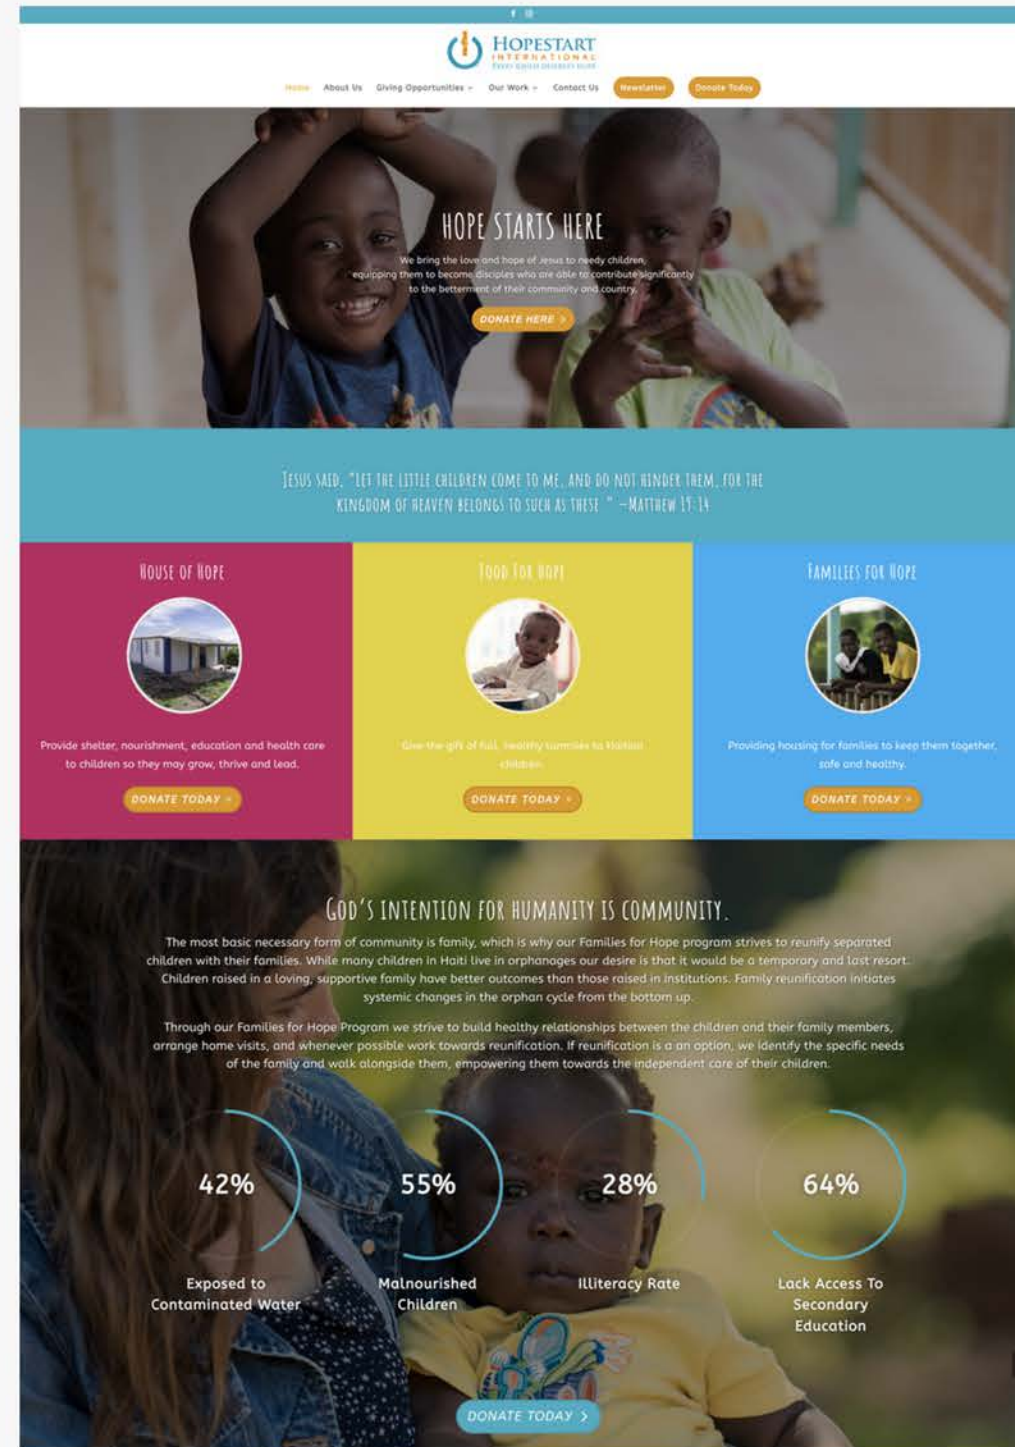 HOPESTART
INTERNATIONAL
EVERY CHILD DESERVES HOPE
Home About Us Giving Opportunities Our Work Contact Us Newsletter Donate Today
HOPE STARTS HERE
We bring the love and hope of Jesus to needy children,
equipping them to become disciples who are able to contribute significantly
to the betterment of their community and country.
DONATE HERE >
JESUS SAID, "LET THE LITTLE CHILDREN COME TO ME, AND DO NOT HINDER THEM, FOR THE
KINGDOM OF HEAVEN BELONGS TO SUCH AS THESE." –MATTHEW 19:14
HOUSE OF HOPE
Provide shelter, nourishment, education and health care
to children so they may grow, thrive and lead.
DONATE TODAY >
FOOD FOR HOPE
Give the gift of full, healthy tummies to Haitian
children.
DONATE TODAY >
FAMILIES FOR HOPE
Providing housing for families to keep them together,
safe and healthy.
DONATE TODAY >
GOD'S INTENTION FOR HUMANITY IS COMMUNITY.
The most basic necessary form of community is family, which is why our Families for Hope program strives to reunify separated
children with their families. While many children in Haiti live in orphanages our desire is that it would be a temporary and last resort.
Children raised in a loving, supportive family have better outcomes than those raised in institutions. Family reunification initiates
systemic changes in the orphan cycle from the bottom up.
Through our Families for Hope Program we strive to build healthy relationships between the children and their family members,
arrange home visits, and whenever possible work towards reunification. If reunification is a an option, we identify the specific needs
of the family and walk alongside them, empowering them towards the independent care of their children.
42%
Exposed to
Contaminated Water
55%
Malnourished
Children
28%
Illiteracy Rate
64%
Lack Access To
Secondary
Education
DONATE TODAY >